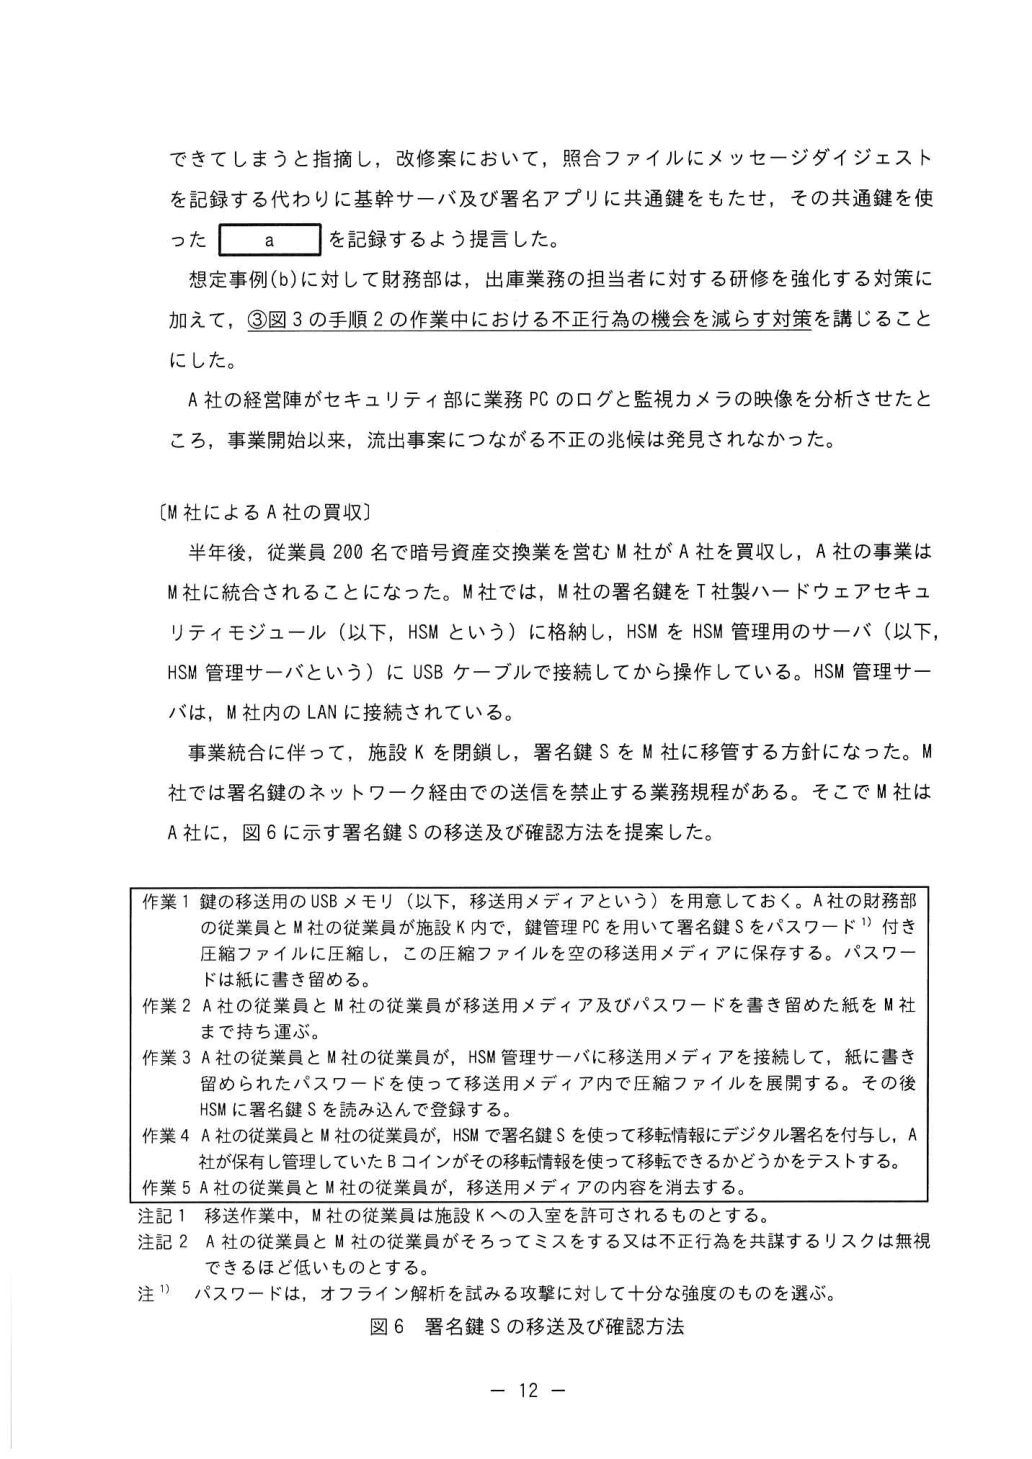 できてしまうと指摘し，改修案において，照合ファイルにメッセージダイジェスト
を記録する代わりに基幹サーバ及び署名アプリに共通鍵をもたせ，その共通鍵を使
った a を記録するよう提言した。
想定事例(b)に対して財務部は，出庫業務の担当者に対する研修を強化する対策に
加えて，③図3の手順2の作業中における不正行為の機会を減らす対策を講じること
にした。
A社の経営陣がセキュリティ部に業務PCのログと監視カメラの映像を分析させたと
ころ，事業開始以来，流出事案につながる不正の兆候は発見されなかった。
〔M社によるA社の買収〕
半年後，従業員200名で暗号資産交換業を営むM社がA社を買収し，A社の事業は
M社に統合されることになった。M社では，M社の署名鍵をT社製ハードウェアセキュ
リティモジュール（以下，HSMという）に格納し，HSMをHSM管理用のサーバ（以下，
HSM管理サーバという）にUSBケーブルで接続してから操作している。HSM管理サー
バは，M社内のLANに接続されている。
事業統合に伴って，施設Kを閉鎖し，署名鍵SをM社に移管する方針になった。M
社では署名鍵のネットワーク経由での送信を禁止する業務規程がある。そこでM社は
A社に，図6に示す署名鍵Sの移送及び確認方法を提案した。
作業1 鍵の移送用のUSBメモリ（以下，移送用メディアという）を用意しておく。A社の財務部
の従業員とM社の従業員が施設K内で，鍵管理PCを用いて署名鍵Sをパスワード1) 付き
圧縮ファイルに圧縮し，この圧縮ファイルを空の移送用メディアに保存する。パスワー
ドは紙に書き留める。
作業2 A社の従業員とM社の従業員が移送用メディア及びパスワードを書き留めた紙をM社
まで持ち運ぶ。
作業3 A社の従業員とM社の従業員が，HSM管理サーバに移送用メディアを接続して，紙に書き
留められたパスワードを使って移送用メディア内で圧縮ファイルを展開する。その後
HSMに署名鍵Sを読み込んで登録する。
作業4 A社の従業員とM社の従業員が，HSMで署名鍵Sを使って移転情報にデジタル署名を付与し，A
社が保有し管理していたBコインがその移転情報を使って移転できるかどうかをテストする。
作業5 A社の従業員とM社の従業員が，移送用メディアの内容を消去する。
注記1 移送作業中，M社の従業員は施設Kへの入室を許可されるものとする。
注記2 A社の従業員とM社の従業員がそろってミスをする又は不正行為を共謀するリスクは無視
できるほど低いものとする。
注1) パスワードは，オフライン解析を試みる攻撃に対して十分な強度のものを選ぶ。
図6 署名鍵Sの移送及び確認方法
－ 12 －